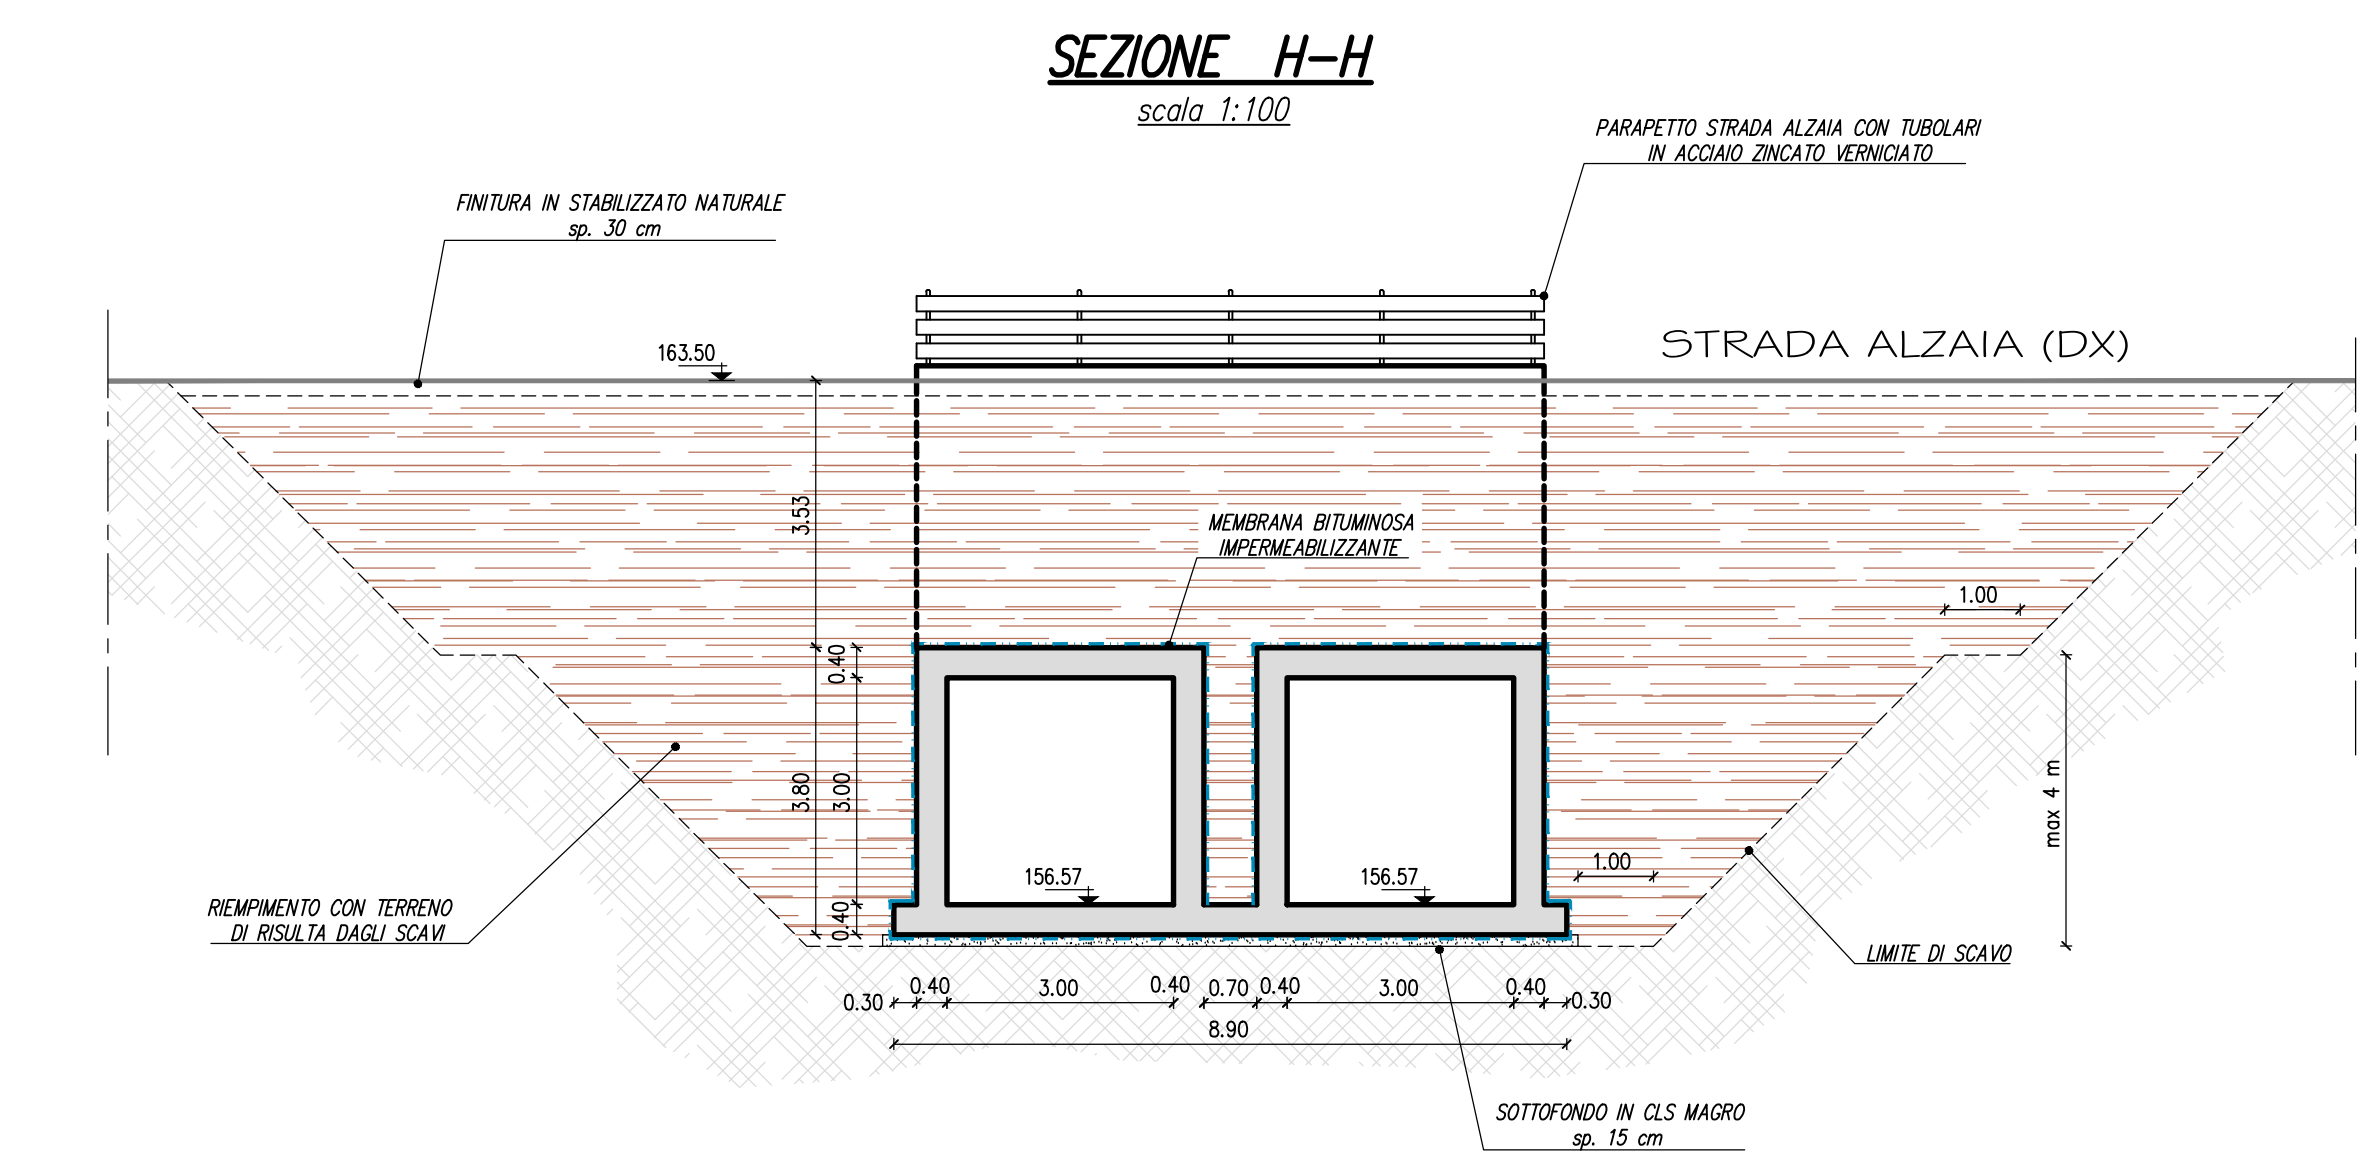 SEZIONE H-H
scala 1:100
PARAPETTO STRADA ALZAIA CON TUBOLARI
IN ACCIAIO ZINCATO VERNICIATO
FINITURA IN STABILIZZATO NATURALE
sp. 30 cm
163.50
STRADA ALZAIA (DX)
3.53
MEMBRANA BITUMINOSA
IMPERMEABILIZZANTE
1.00
0.40
3.80
3.00
max 4 m
156.57
156.57
1.00
0.40
RIEMPIMENTO CON TERRENO
DI RISULTA DAGLI SCAVI
LIMITE DI SCAVO
0.30
0.40
3.00
0.40
0.70
0.40
3.00
0.40
0.30
8.90
SOTTOFONDO IN CLS MAGRO
sp. 15 cm